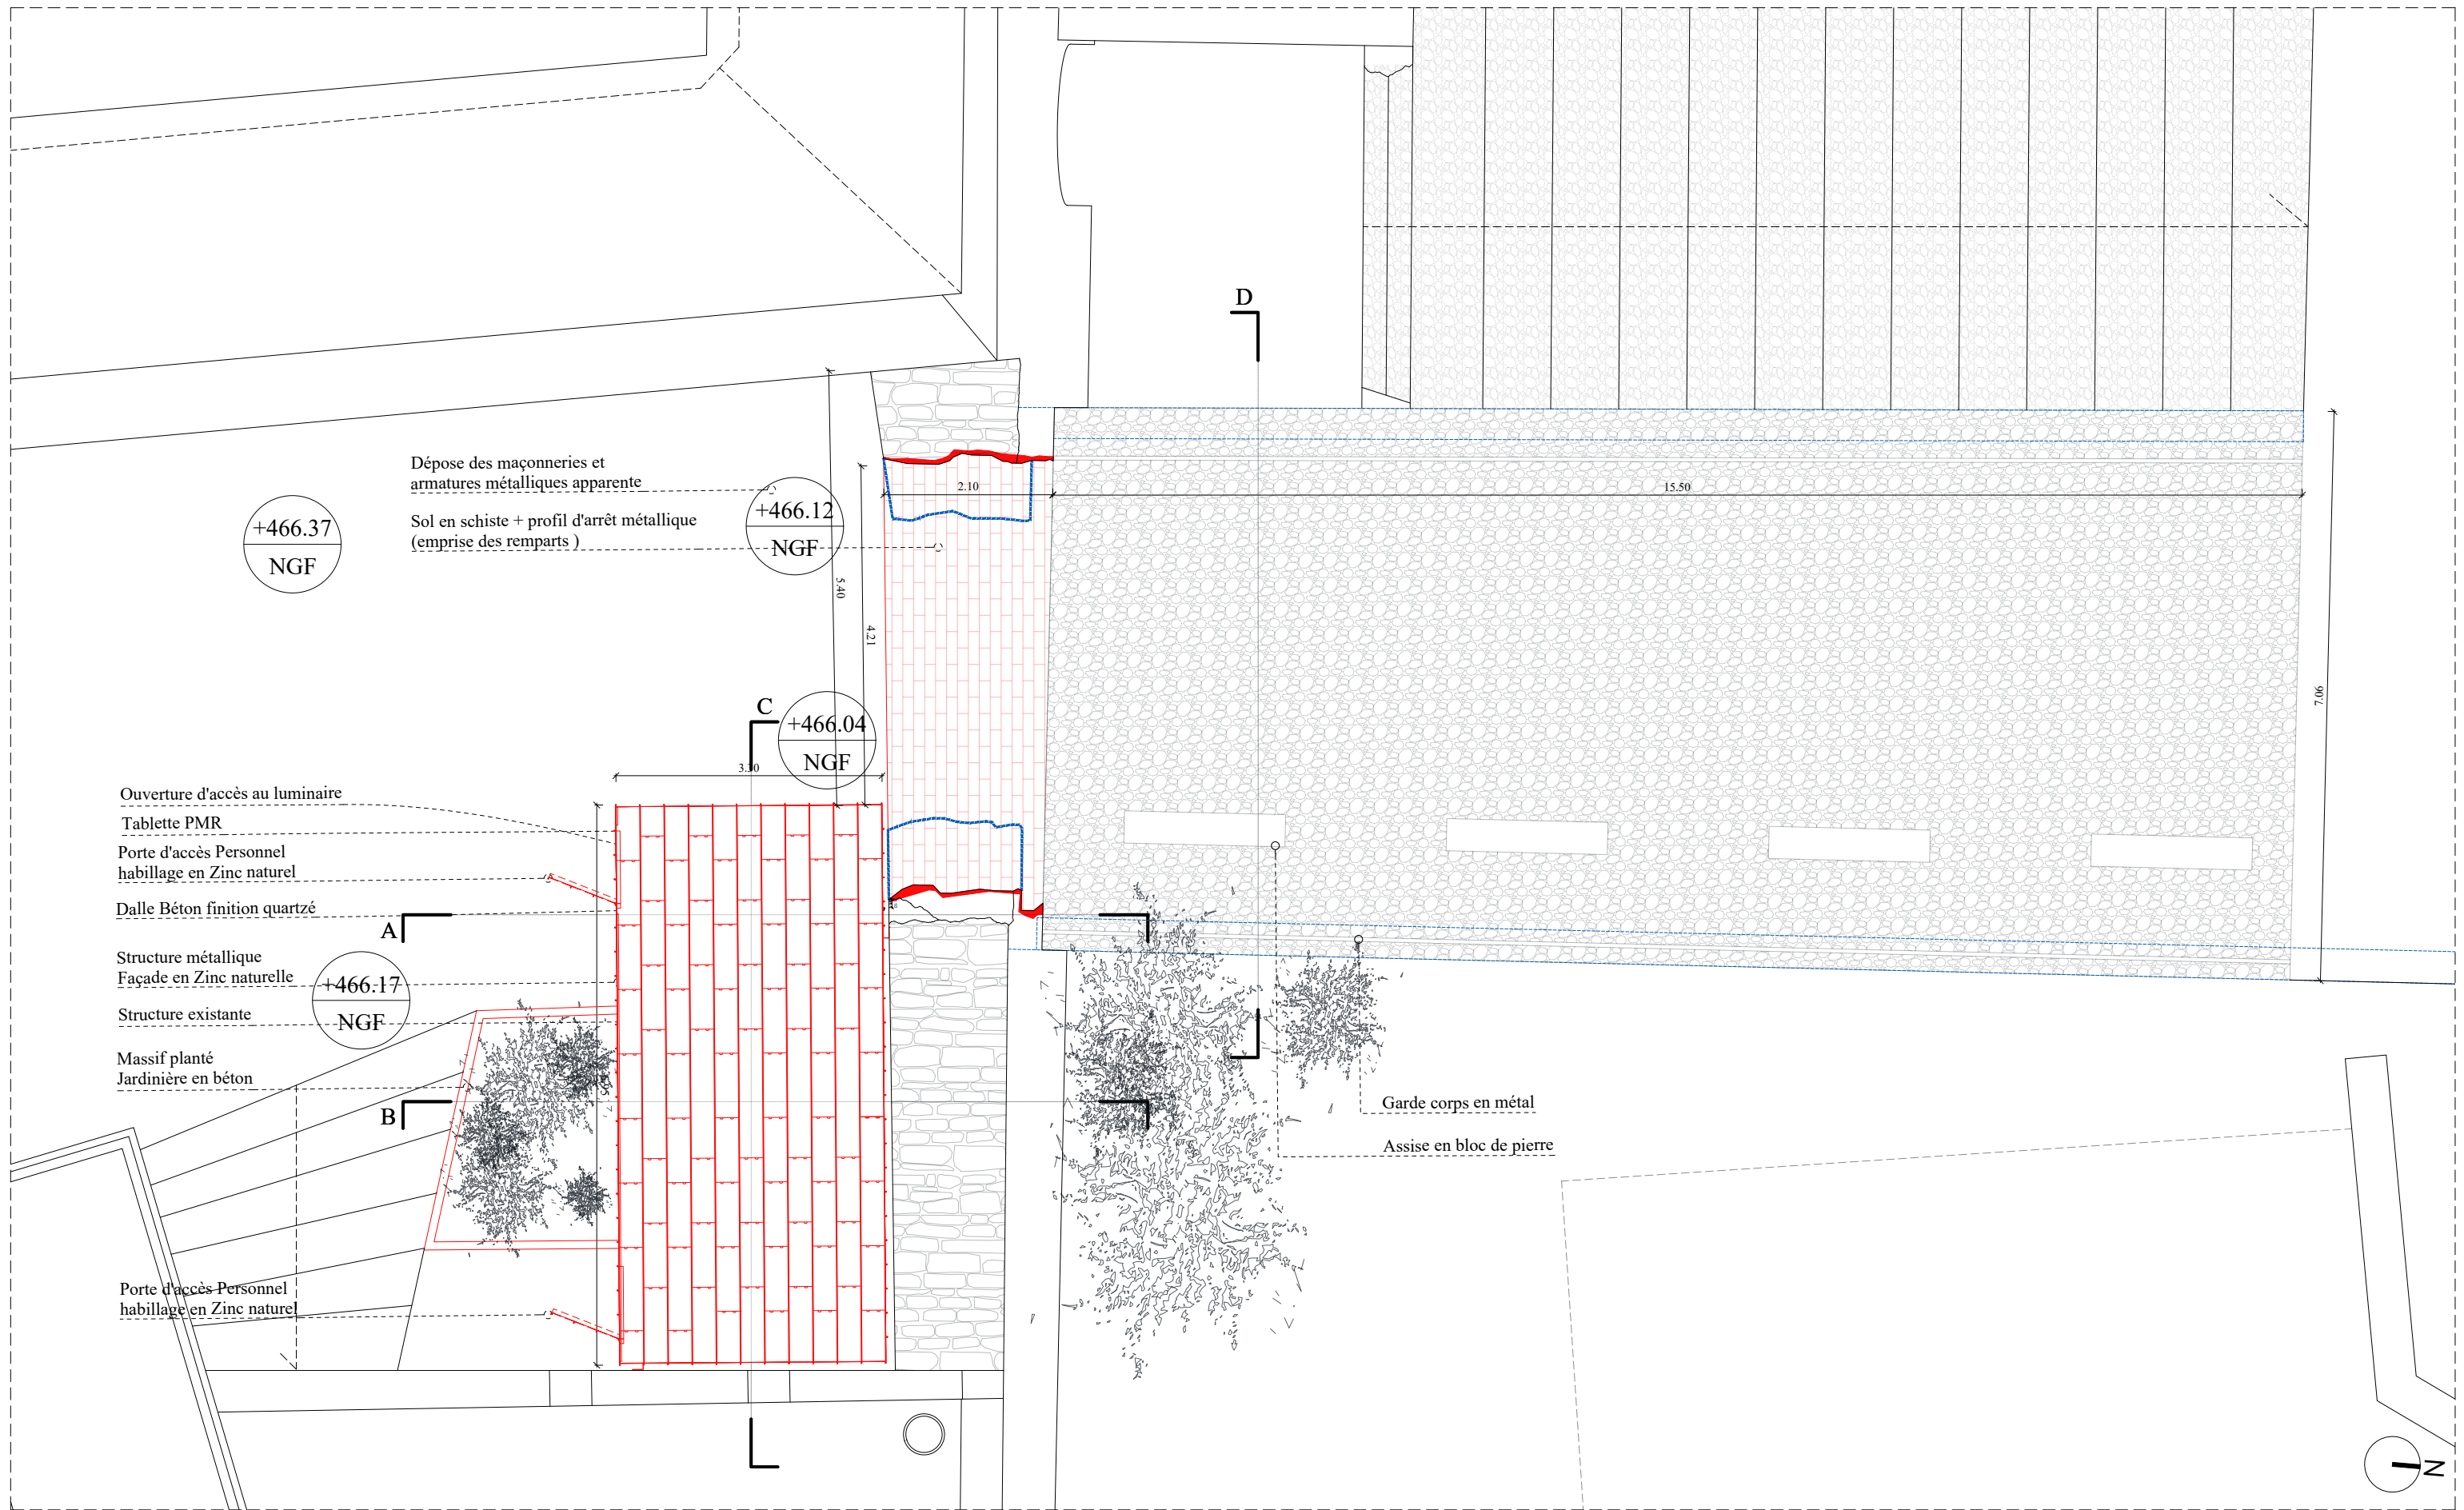 D
Dépose des maçonneries et
armatures métalliques apparente
Sol en schiste + profil d'arrêt métallique
(emprise des remparts )
+466.37
NGF
+466.12
NGF
2.10
15.50
5.40
4.21
7.06
C
+466.04
NGF
3.30
Ouverture d'accès au luminaire
Tablette PMR
Porte d'accès Personnel
habillage en Zinc naturel
Dalle Béton finition quartzé
A
Structure métallique
Façade en Zinc naturelle
+466.17
NGF
Structure existante
Massif planté
Jardinière en béton
B
Garde corps en métal
Assise en bloc de pierre
Porte d'accès Personnel
habillage en Zinc naturel
N